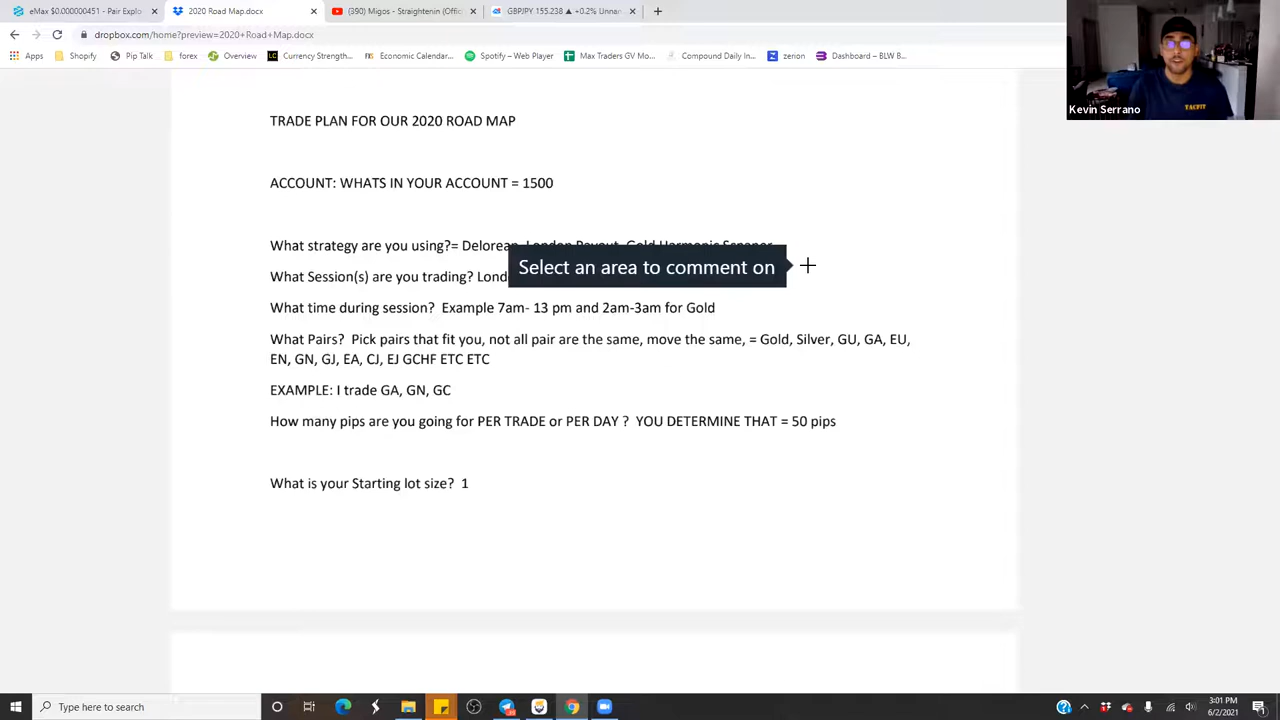 eMax $0.000000451 - Pair Explo
2020 Road Map.docx
(390) Migos - Straightenin (Offic
GBPJPY 155.238 ▲ +0.2% Unnar
dropbox.com/home?preview=2020+Road+Map.docx
Apps
Shopify
Pip Talk
forex
Overview
Currency Strength...
Economic Calendar...
Spotify – Web Player
Max Traders GV Mo...
Compound Daily In...
zerion
Dashboard – BLW B...
Kevin Serrano
TRADE PLAN FOR OUR 2020 ROAD MAP
ACCOUNT: WHATS IN YOUR ACCOUNT = 1500
What strategy are you using?= Delorean, London Payout, Gold Harmonic Scanner
Select an area to comment on
What Session(s) are you trading? Lond
What time during session? Example 7am- 13 pm and 2am-3am for Gold
What Pairs? Pick pairs that fit you, not all pair are the same, move the same, = Gold, Silver, GU, GA, EU,
EN, GN, GJ, EA, CJ, EJ GCHF ETC ETC
EXAMPLE: I trade GA, GN, GC
How many pips are you going for PER TRADE or PER DAY ? YOU DETERMINE THAT = 50 pips
What is your Starting lot size? 1
Type here to search
3:01 PM
6/2/2021